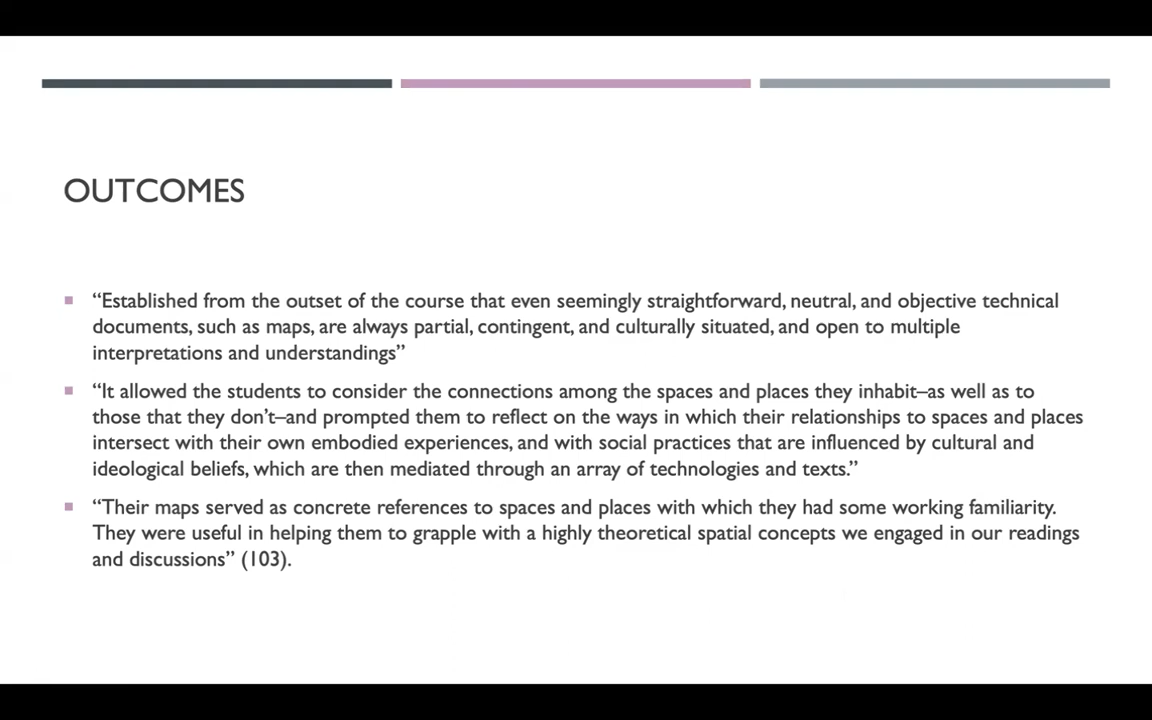 OUTCOMES
“Established from the outset of the course that even seemingly straightforward, neutral, and objective technical
documents, such as maps, are always partial, contingent, and culturally situated, and open to multiple
interpretations and understandings”
“It allowed the students to consider the connections among the spaces and places they inhabit–as well as to
those that they don’t–and prompted them to reflect on the ways in which their relationships to spaces and places
intersect with their own embodied experiences, and with social practices that are influenced by cultural and
ideological beliefs, which are then mediated through an array of technologies and texts.”
“Their maps served as concrete references to spaces and places with which they had some working familiarity.
They were useful in helping them to grapple with a highly theoretical spatial concepts we engaged in our readings
and discussions” (103).